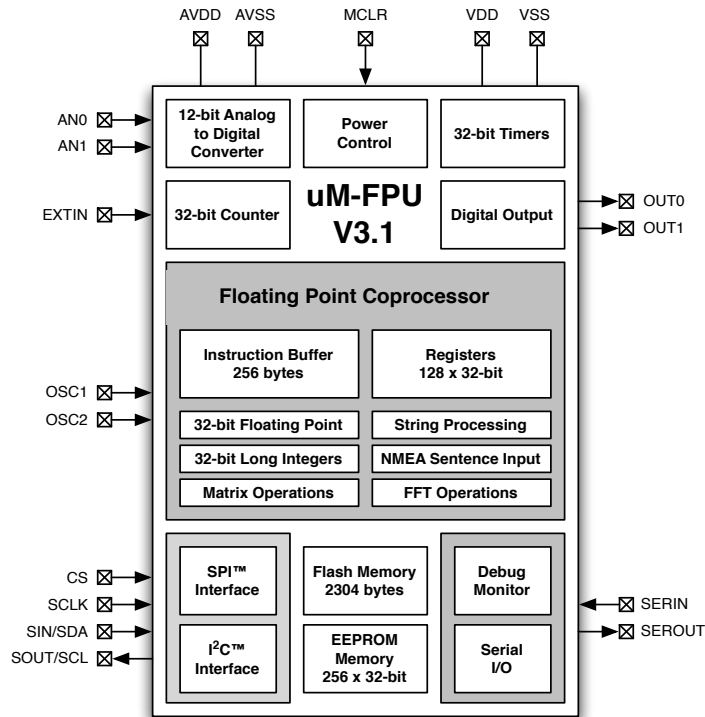 AVDD AVSS MCLR VDD VSS
AN0
AN1
12-bit Analog
to Digital
Converter
Power
Control
32-bit Timers
EXTIN
32-bit Counter
uM-FPU
V3.1
Digital Output
OUT0
OUT1
Floating Point Coprocessor
Instruction Buffer
256 bytes
Registers
128 x 32-bit
OSC1
OSC2
32-bit Floating Point
String Processing
32-bit Long Integers
NMEA Sentence Input
Matrix Operations
FFT Operations
CS
SCLK
SIN/SDA
SOUT/SCL
SPI™
Interface
Flash Memory
2304 bytes
Debug
Monitor
SERIN
SEROUT
I²C™
Interface
EEPROM
Memory
256 x 32-bit
Serial
I/O